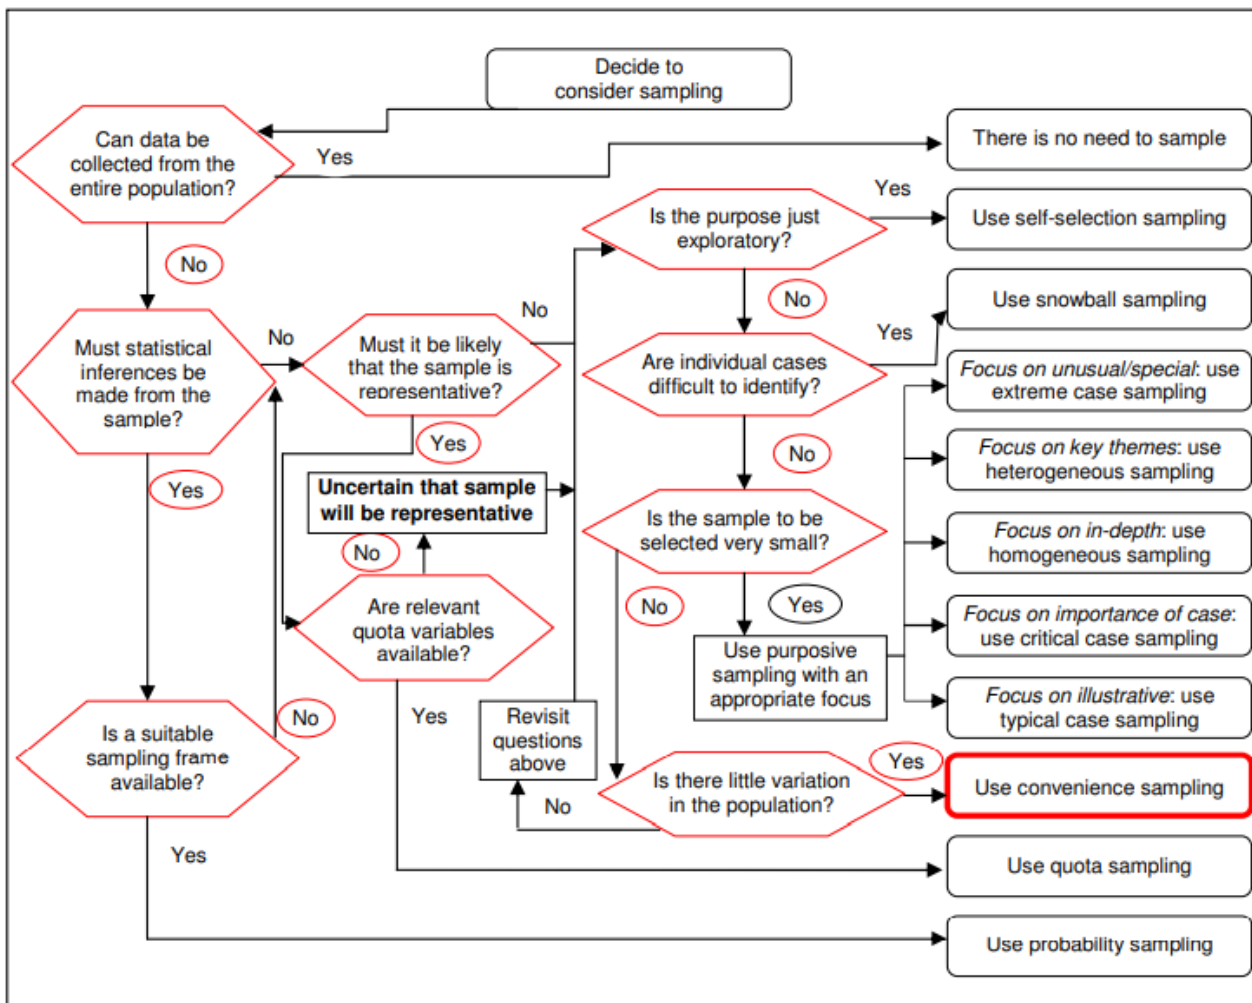 Decide to
consider sampling
Can data be
collected from the
entire population?
Yes
There is no need to sample
No
Is the purpose just
exploratory?
Yes
Use self-selection sampling
No
Must statistical
inferences be
made from the
sample?
No
Must it be likely
that the sample is
representative?
No
Yes
Are individual cases
difficult to identify?
Yes
Use snowball sampling
No
Yes
Uncertain that sample
will be representative
No
Are relevant
quota variables
available?
Yes
Is the sample to be
selected very small?
No
Yes
Use purposive
sampling with an
appropriate focus
Focus on unusual/special: use
extreme case sampling
Focus on key themes: use
heterogeneous sampling
Focus on in-depth: use
homogeneous sampling
Focus on importance of case:
use critical case sampling
Focus on illustrative: use
typical case sampling
Is a suitable
sampling frame
available?
No
Yes
Revisit
questions
above
No
Is there little variation
in the population?
Yes
Use convenience sampling
Use quota sampling
Use probability sampling